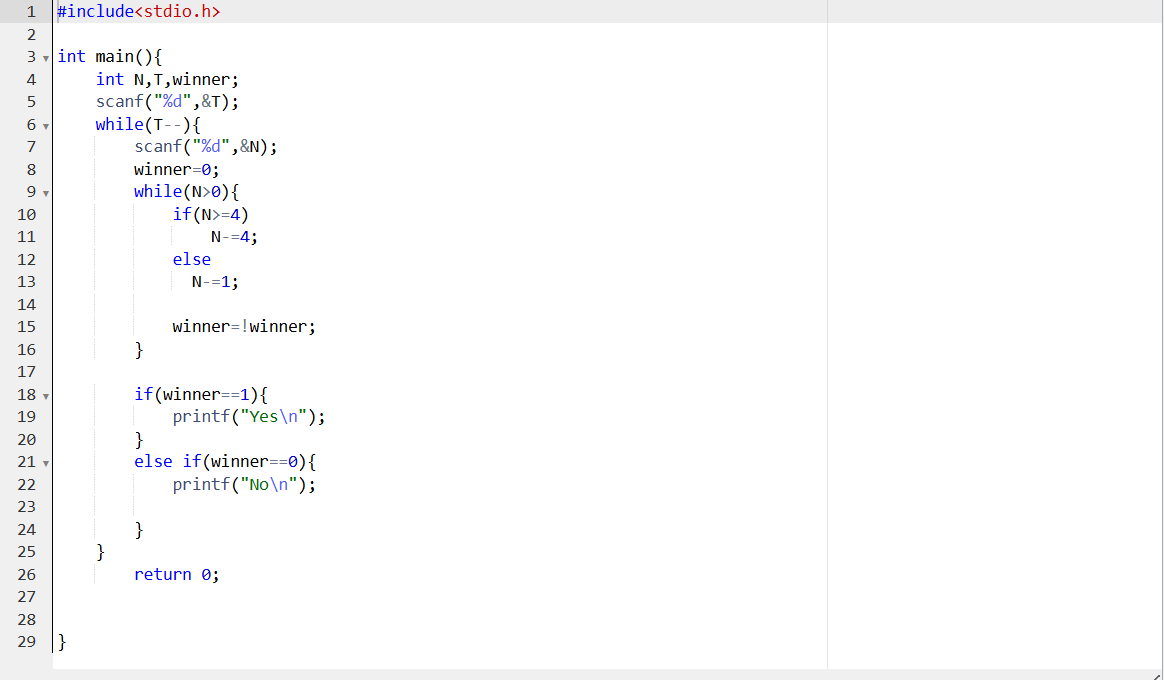 1 #include<stdio.h>
2
3 int main(){
4 int N,T,winner;
5 scanf("%d",&T);
6 while(T--){
7 scanf("%d",&N);
8 winner=0;
9 while(N>0){
10 if(N>=4)
11 N-=4;
12 else
13 N-=1;
14
15 winner=!winner;
16 }
17
18 if(winner==1){
19 printf("Yes\n");
20 }
21 else if(winner==0){
22 printf("No\n");
23
24 }
25 }
26 return 0;
27
28
29 }